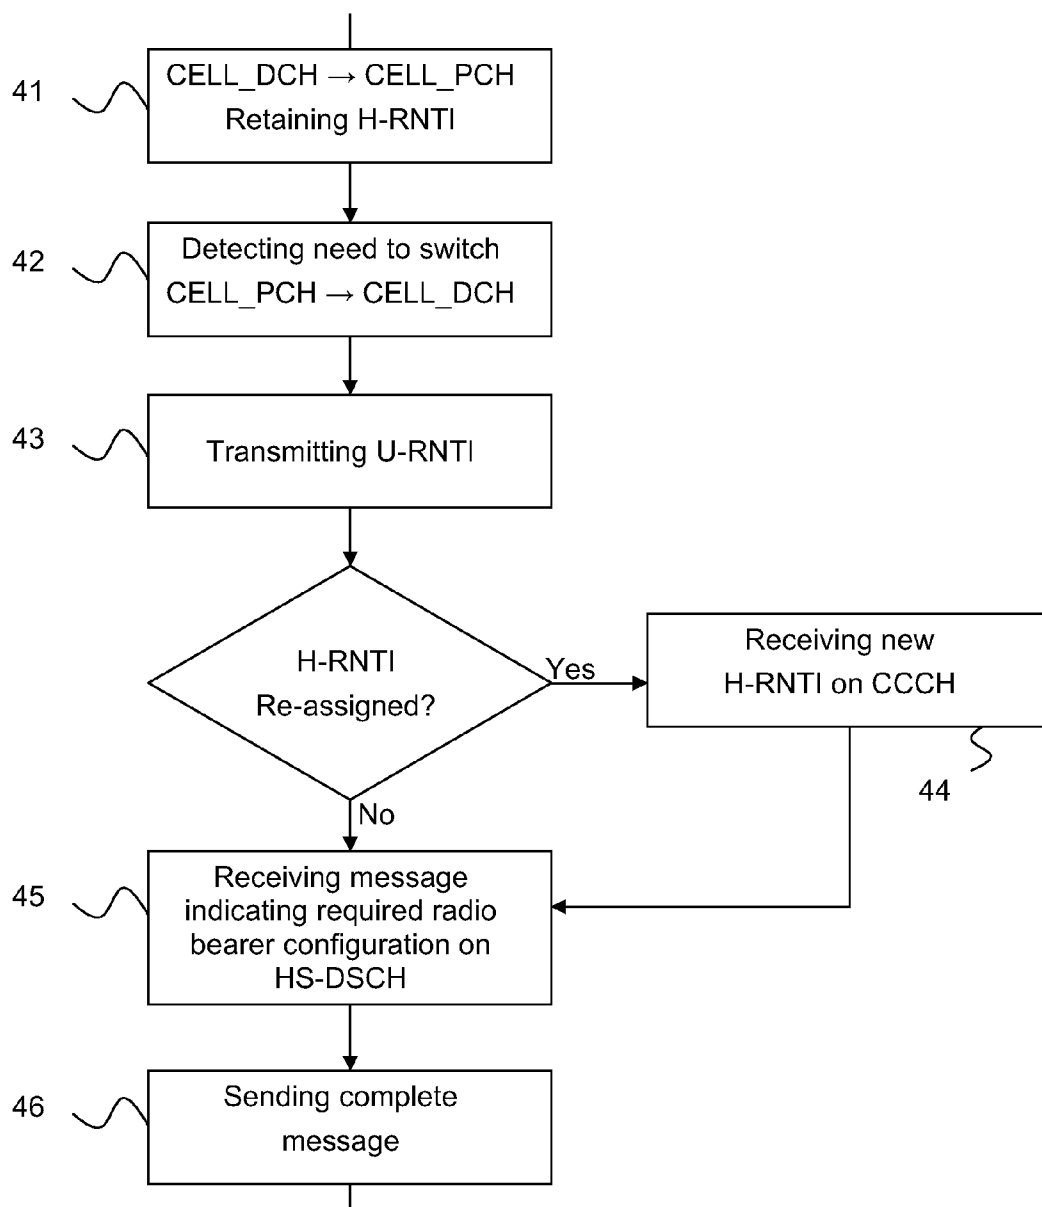 41
CELL_DCH → CELL_PCH
Retaining H-RNTI
42
Detecting need to switch
CELL_PCH → CELL_DCH
43
Transmitting U-RNTI
H-RNTI
Re-assigned?
Yes
Receiving new
H-RNTI on CCCH
44
No
45
Receiving message
indicating required radio
bearer configuration on
HS-DSCH
46
Sending complete
message